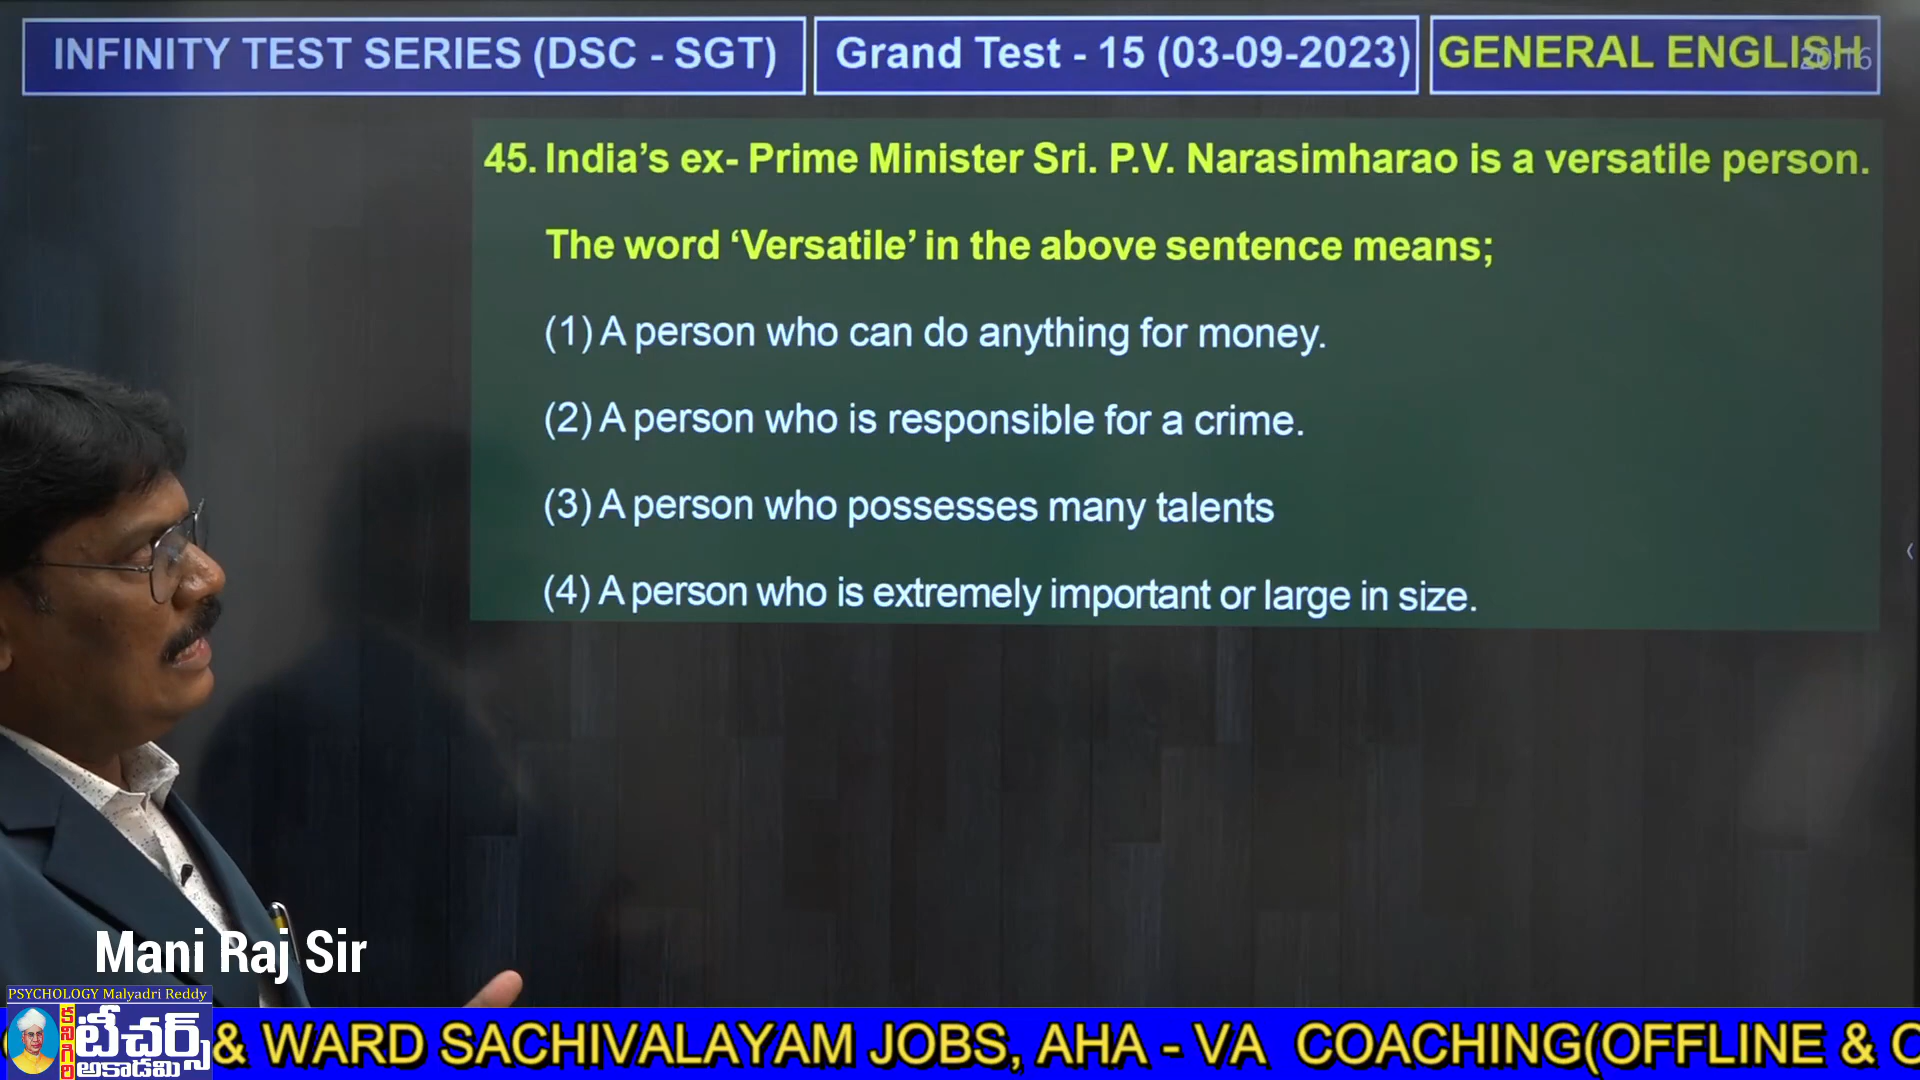 INFINITY TEST SERIES (DSC - SGT)
Grand Test - 15 (03-09-2023)
GENERAL ENGLISH
20:16
45. India’s ex- Prime Minister Sri. P.V. Narasimharao is a versatile person.
The word ‘Versatile’ in the above sentence means;
(1) A person who can do anything for money.
(2) A person who is responsible for a crime.
(3) A person who possesses many talents
(4) A person who is extremely important or large in size.
Mani Raj Sir
PSYCHOLOGY Malyadri Reddy
కనిగిరి
టీచర్స్
అకాడమి
& WARD SACHIVALAYAM JOBS, AHA - VA COACHING(OFFLINE &